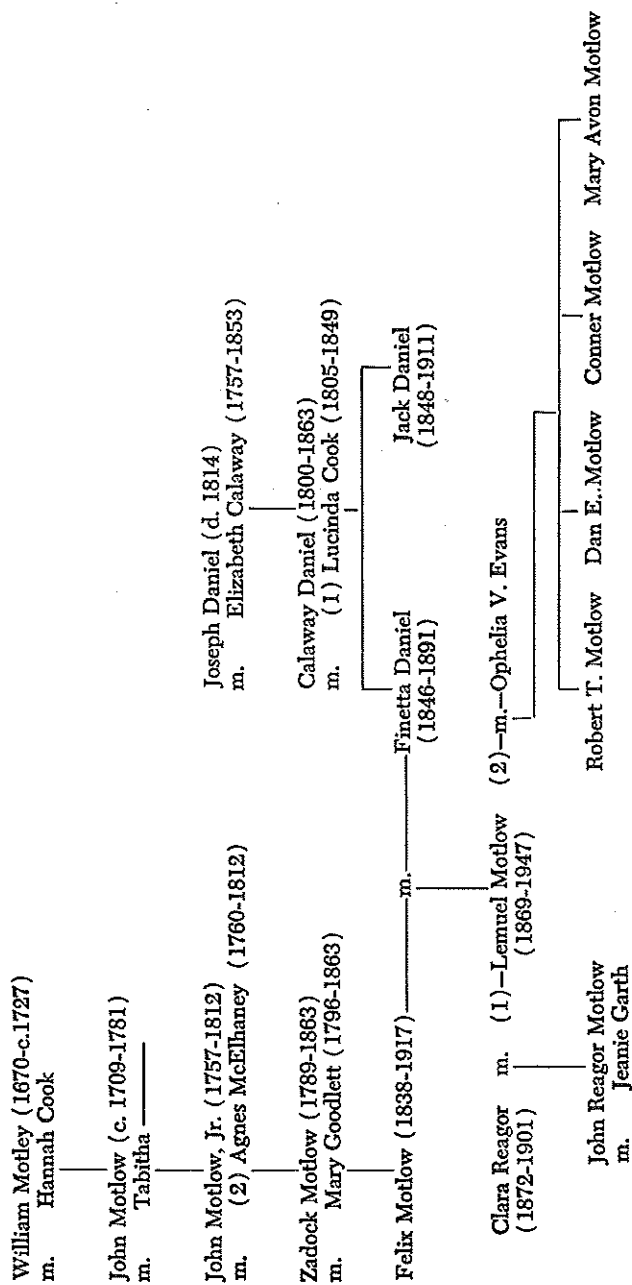 William Motley (1670-c.1727)
m. Hannah Cook
John Motlow (c. 1709-1781)
m. Tabitha
John Motlow, Jr. (1757-1812)
m. (2) Agnes McElhaney (1760-1812)
Zadock Motlow (1789-1863)
m. Mary Goodlett (1796-1863)
Joseph Daniel (d. 1814)
m. Elizabeth Calaway (1757-1853)
Calaway Daniel (1800-1863)
m. (1) Lucinda Cook (1805-1849)
Felix Motlow (1838-1917) m. Finetta Daniel
(1846-1891)
Jack Daniel
(1848-1911)
Clara Reagor m. (1)—Lemuel Motlow (2)—m.—Ophelia V. Evans
(1872-1901) (1869-1947)
John Reagor Motlow
m. Jeanie Garth
Robert T. Motlow Dan E..Motlow Conner Motlow Mary Avon Motlow